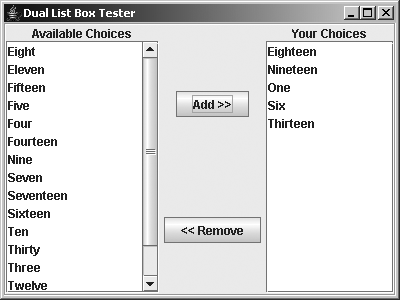 Dual List Box Tester
Available Choices
Eight
Eleven
Fifteen
Five
Four
Fourteen
Nine
Seven
Seventeen
Sixteen
Ten
Thirty
Three
Twelve
Add >>
<< Remove
Your Choices
Eighteen
Nineteen
One
Six
Thirteen